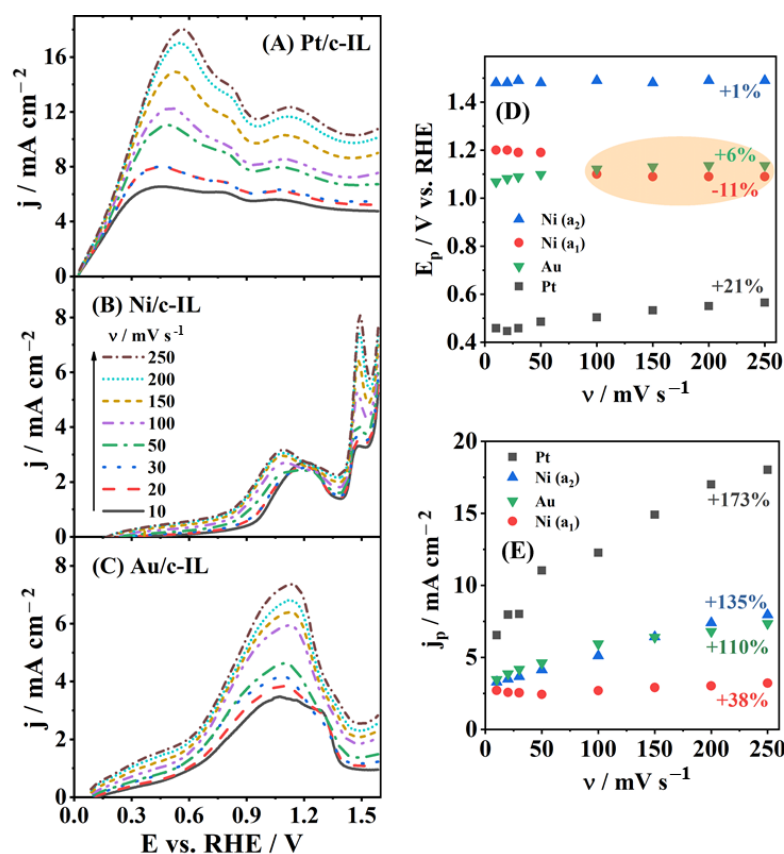 (A) Pt/c-IL
j / mA cm⁻²
16
12
8
4
0
(B) Ni/c-IL
ν / mV s⁻¹
250
200
150
100
50
30
20
10
j / mA cm⁻²
8
6
4
2
0
(C) Au/c-IL
j / mA cm⁻²
8
6
4
2
0
0.0 0.3 0.6 0.9 1.2 1.5
E vs. RHE / V
(D)
+1%
+6%
-11%
+21%
Ni (a₂)
Ni (a₁)
Au
Pt
Eₚ / V vs. RHE
1.4
1.2
1.0
0.8
0.6
0.4
0 50 100 150 200 250
ν / mV s⁻¹
(E)
Pt
Ni (a₂)
Au
Ni (a₁)
+173%
+135%
+110%
+38%
jₚ / mA cm⁻²
20
15
10
5
0
0 50 100 150 200 250
ν / mV s⁻¹